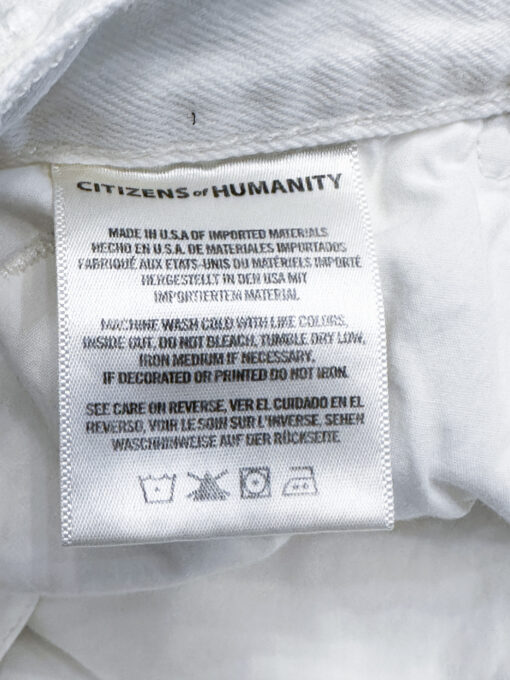 CITIZENS of HUMANITY
MADE IN U.S.A OF IMPORTED MATERIALS
HECHO EN U.S.A. DE MATERIALES IMPORTADOS
FABRIQUÉ AUX ETATS-UNIS DU MATÉRIELS IMPORTÉ
HERGESTELLT IN DEN USA MIT
IMPORTIERTEM MATERIAL
MACHINE WASH COLD WITH LIKE COLORS,
INSIDE OUT, DO NOT BLEACH, TUMBLE DRY LOW,
IRON MEDIUM IF NECESSARY.
IF DECORATED OR PRINTED DO NOT IRON.
SEE CARE ON REVERSE, VER EL CUIDADO EN EL
REVERSO, VOIR LE SOIN SUR L'INVERSE, SEHEN
WASCHHINWEISE AUF DER RÜCKSEITE